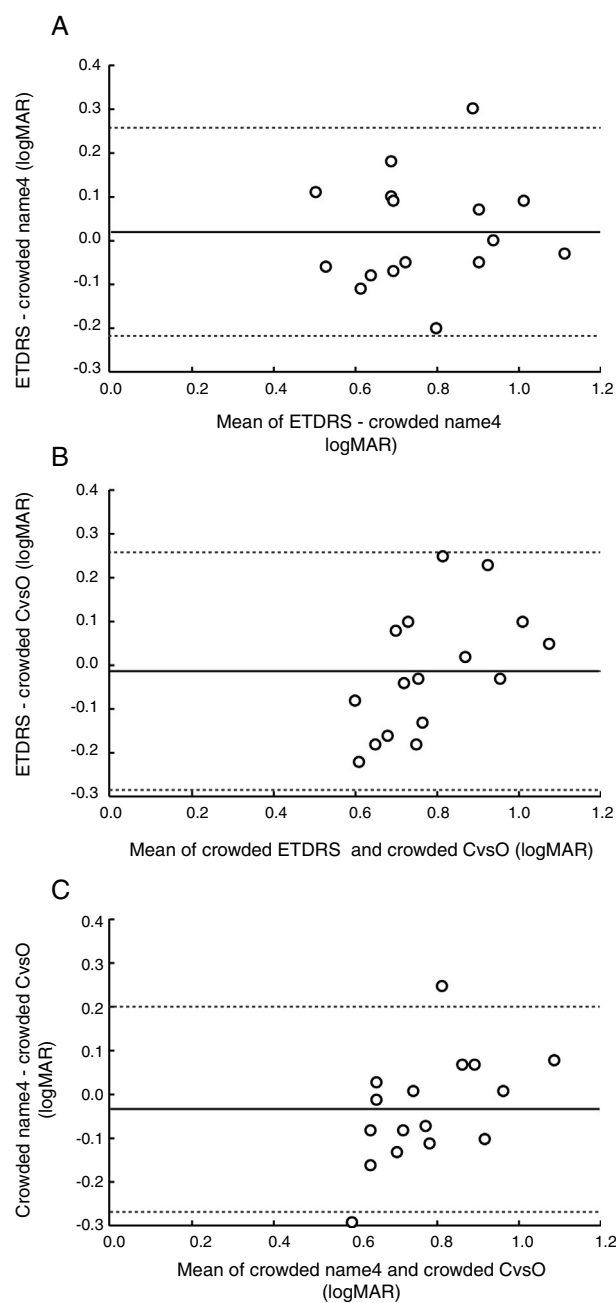 A
ETDRS - crowded name4 (logMAR)
0.4
0.3
0.2
0.1
0.0
-0.1
-0.2
-0.3
0.0 0.2 0.4 0.6 0.8 1.0 1.2
Mean of ETDRS - crowded name4
logMAR)
B
ETDRS - crowded CvsO (logMAR)
0.4
0.3
0.2
0.1
0.0
-0.1
-0.2
-0.3
0.0 0.2 0.4 0.6 0.8 1.0 1.2
Mean of crowded ETDRS and crowded CvsO (logMAR)
C
Crowded name4 - crowded CvsO
(logMAR)
0.4
0.3
0.2
0.1
0.0
-0.1
-0.2
-0.3
0.0 0.2 0.4 0.6 0.8 1.0 1.2
Mean of crowded name4 and crowded CvsO
(logMAR)